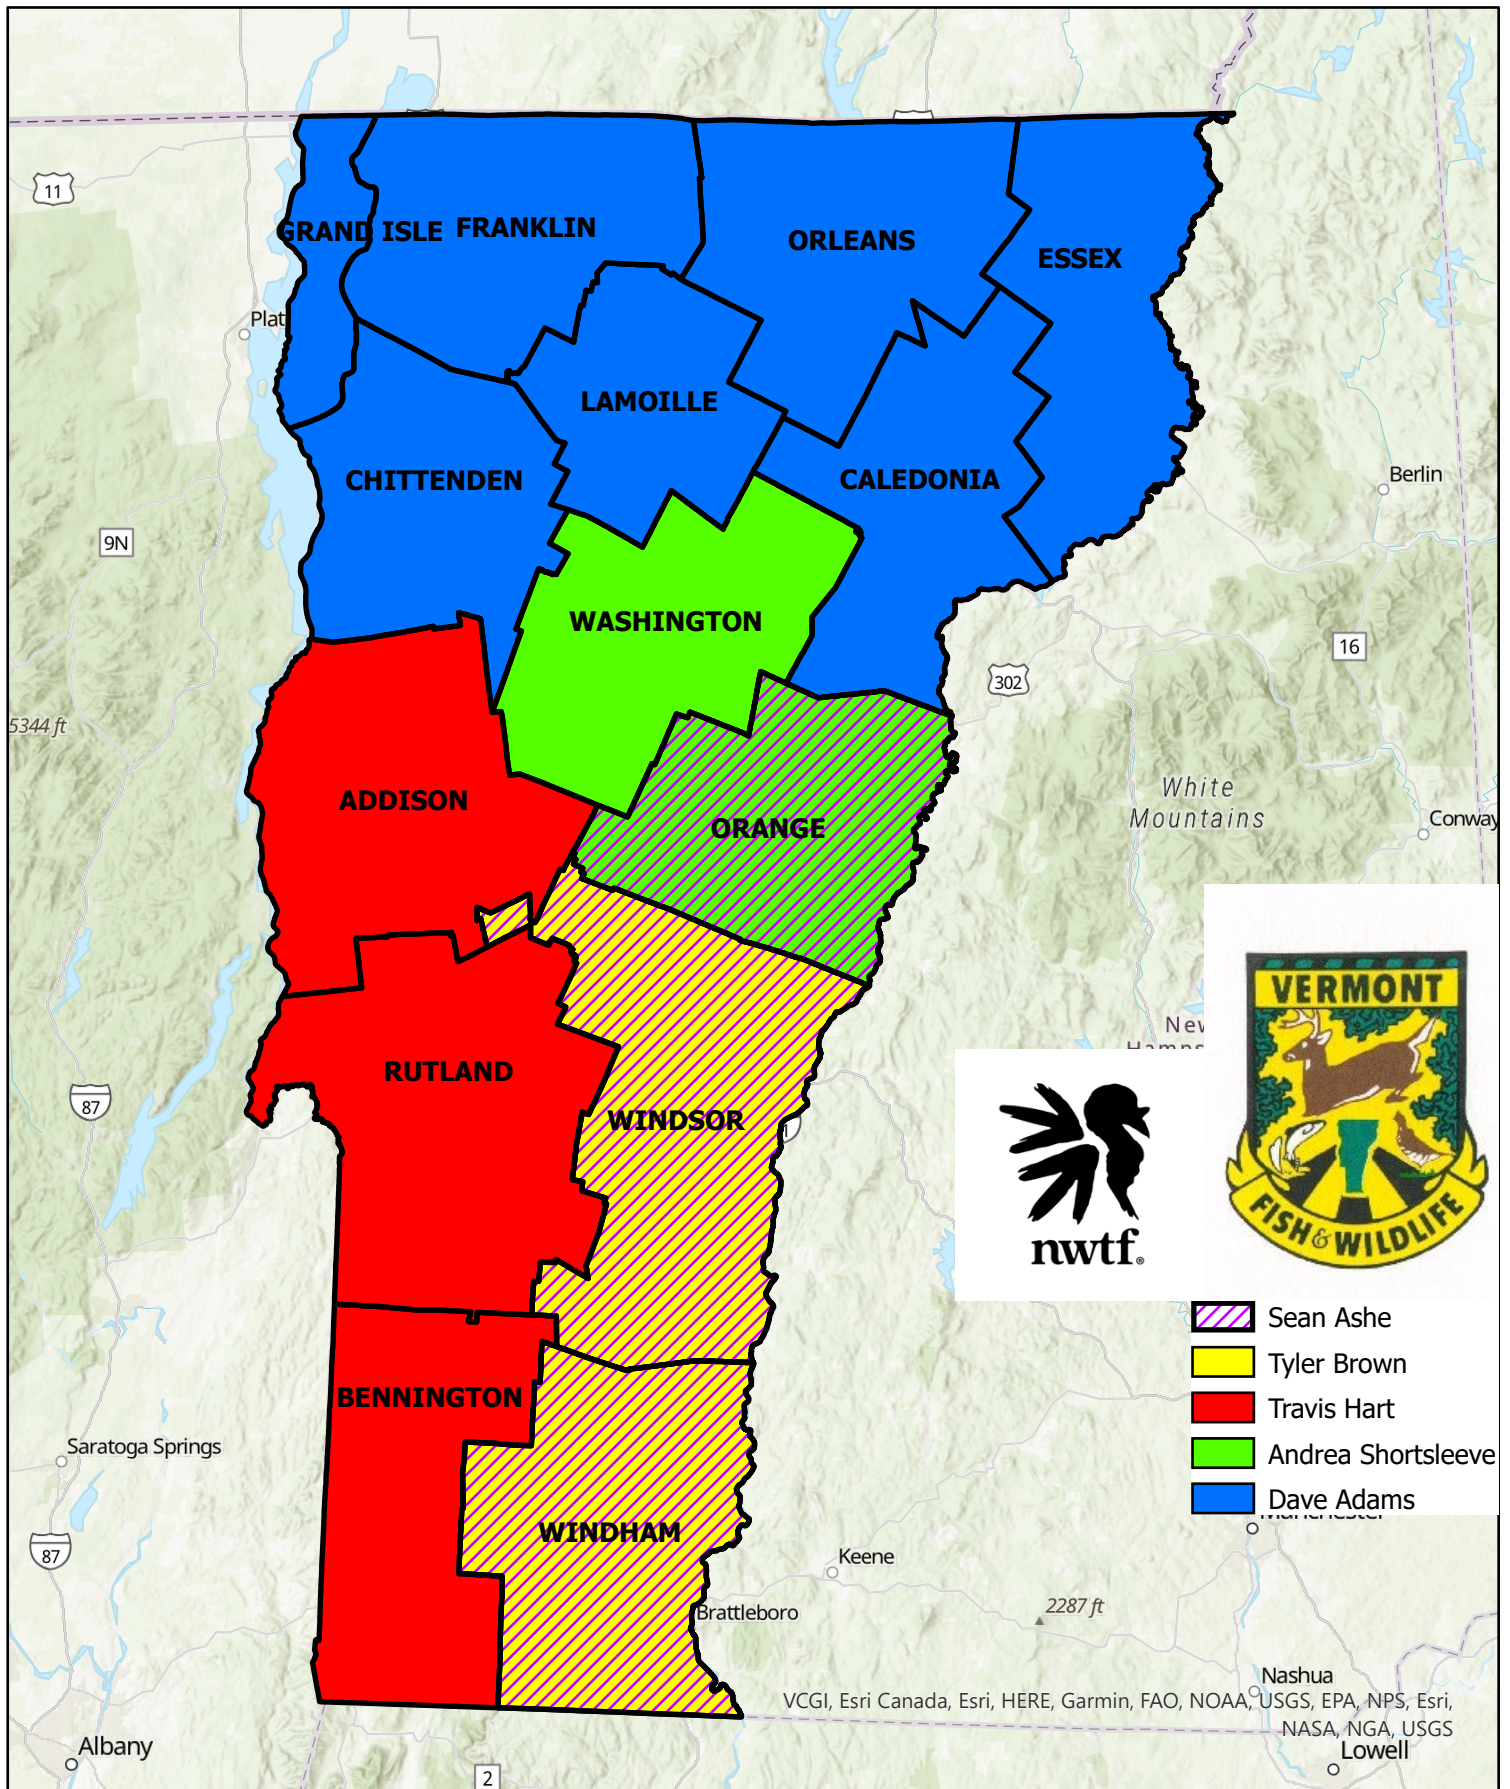 11
GRAND ISLE
FRANKLIN
ORLEANS
ESSEX
Plat
LAMOILLE
CHITTENDEN
CALEDONIA
Berlin
9N
WASHINGTON
16
302
5344 ft
White
Mountains
ADDISON
ORANGE
Conway
VERMONT
FISH & WILDLIFE
New
RUTLAND
87
WINDSOR
nwtf®
Sean Ashe
Tyler Brown
Travis Hart
Andrea Shortsleeve
Dave Adams
BENNINGTON
Saratoga Springs
WINDHAM
87
Keene
Brattleboro
2287 ft
Nashua
VCGI, Esri Canada, Esri, HERE, Garmin, FAO, NOAA, USGS, EPA, NPS, Esri,
NASA, NGA, USGS
Albany
Lowell
2